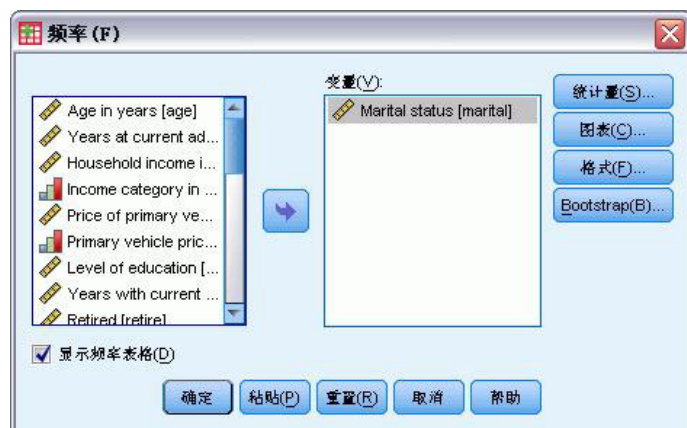 频率(F)
变量(V):
Age in years [age]
Years at current ad...
Household income i...
Income category in ...
Price of primary ve...
Primary vehicle pric...
Level of education [...
Years with current ...
Retired [retire]
Marital status [marital]
统计量(S)...
图表(C)...
格式(F)...
Bootstrap(B)...
显示频率表格(D)
确定
粘贴(P)
重置(R)
取消
帮助